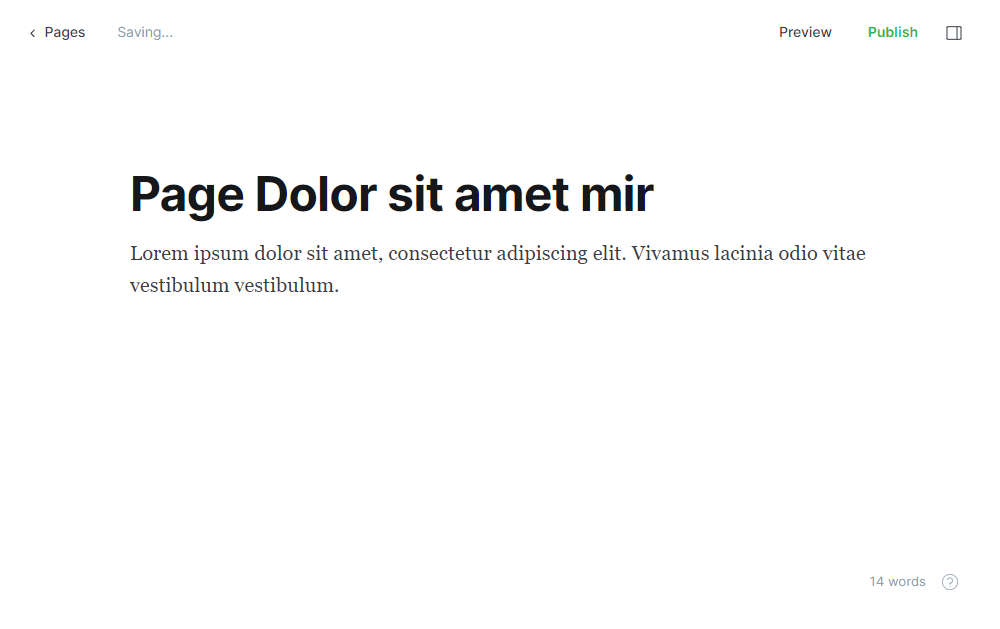 Pages
Saving...
Preview
Publish
Page Dolor sit amet mir
Lorem ipsum dolor sit amet, consectetur adipiscing elit. Vivamus lacinia odio vitae
vestibulum vestibulum.
14 words
?